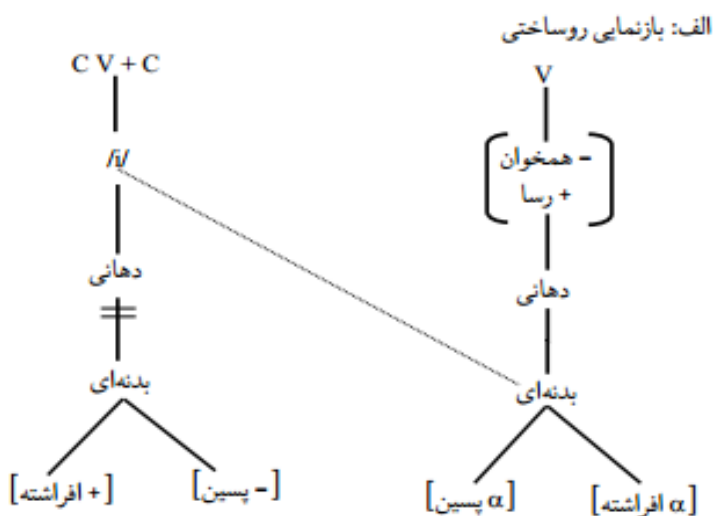 الف: بازنمایی روساختی
V
C V + C
– همخوان
+ رسا
/i/
دهانی
دهانی
بدنه‌ای
بدنه‌ای
[α افراشته] [α پسین]
[– پسین] [+ افراشته]